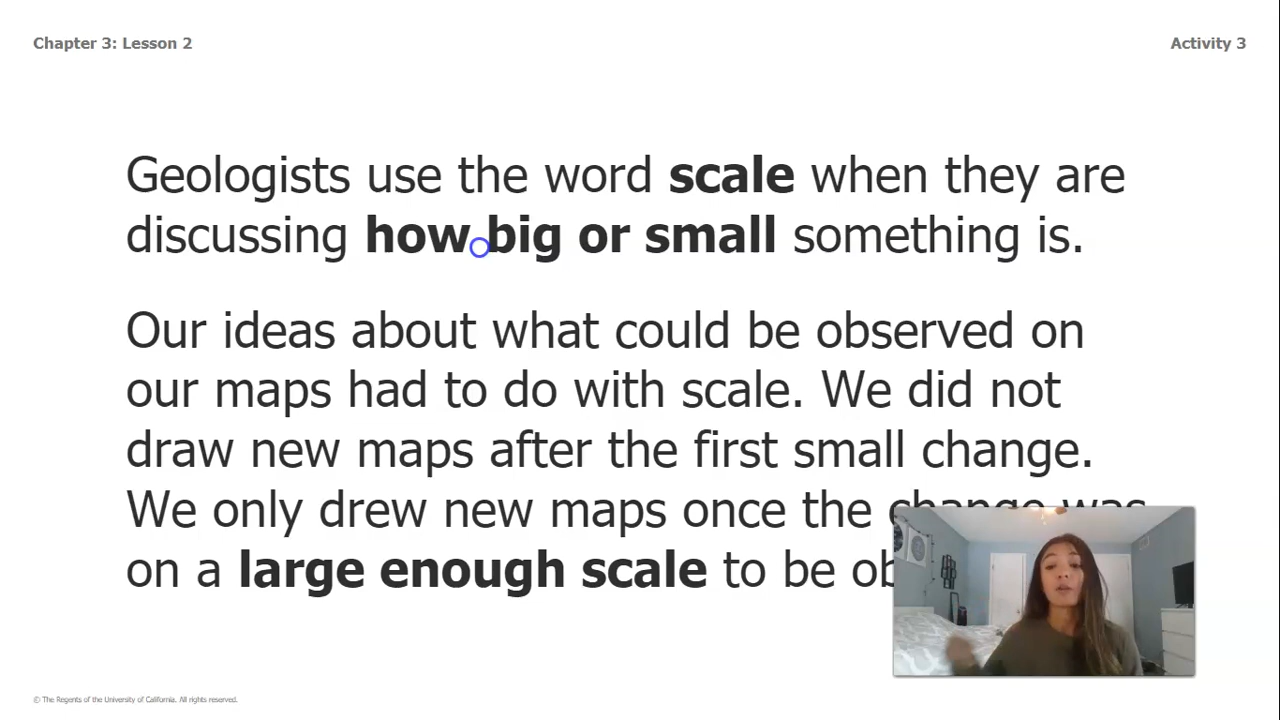 Chapter 3: Lesson 2
Activity 3
Geologists use the word scale when they are
discussing how big or small something is.
Our ideas about what could be observed on
our maps had to do with scale. We did not
draw new maps after the first small change.
We only drew new maps once the change was
on a large enough scale to be
© The Regents of the University of California. All rights reserved.